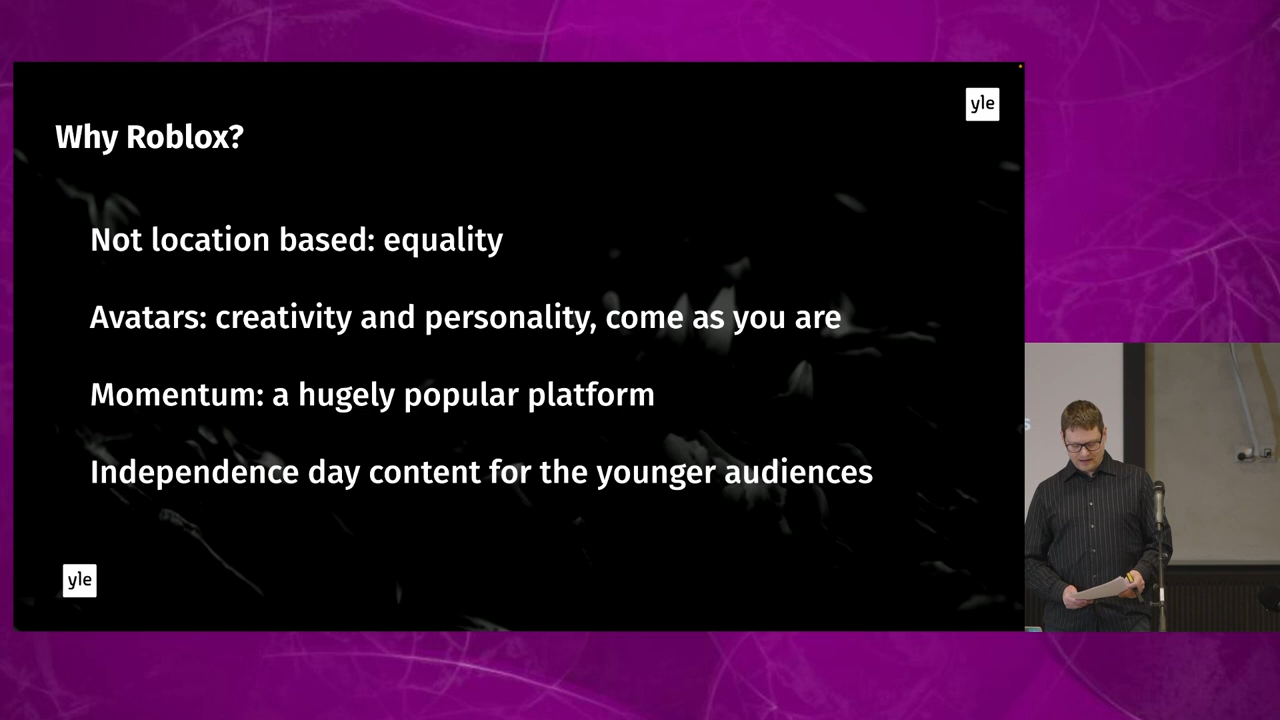 yle
Why Roblox?
Not location based: equality
Avatars: creativity and personality, come as you are
Momentum: a hugely popular platform
Independence day content for the younger audiences
yle
s